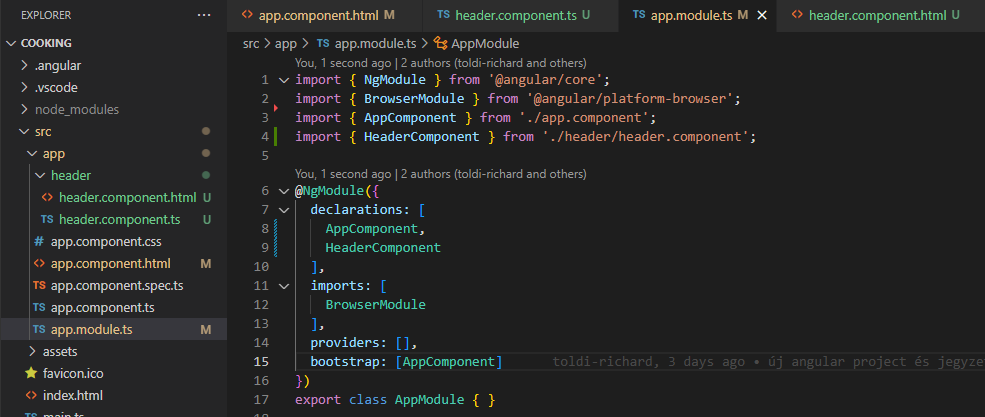 EXPLORER ...
COOKING
.angular
.vscode
node_modules
src
app
header
header.component.html U
TS header.component.ts U
# app.component.css
<> app.component.html M
TS app.component.spec.ts
TS app.component.ts
TS app.module.ts M
assets
favicon.ico
<> index.html
TS main.ts
<> app.component.html M
TS header.component.ts U
TS app.module.ts M
<> header.component.html U
src > app > TS app.module.ts > AppModule
You, 1 second ago | 2 authors (toldi-richard and others)
1 import { NgModule } from '@angular/core';
2 import { BrowserModule } from '@angular/platform-browser';
3 import { AppComponent } from './app.component';
4 import { HeaderComponent } from './header/header.component';
5
You, 1 second ago | 2 authors (toldi-richard and others)
6 @NgModule({
7 declarations: [
8 AppComponent,
9 HeaderComponent
10 ],
11 imports: [
12 BrowserModule
13 ],
14 providers: [],
15 bootstrap: [AppComponent] toldi-richard, 3 days ago • új angular project és jegyze
16 })
17 export class AppModule { }